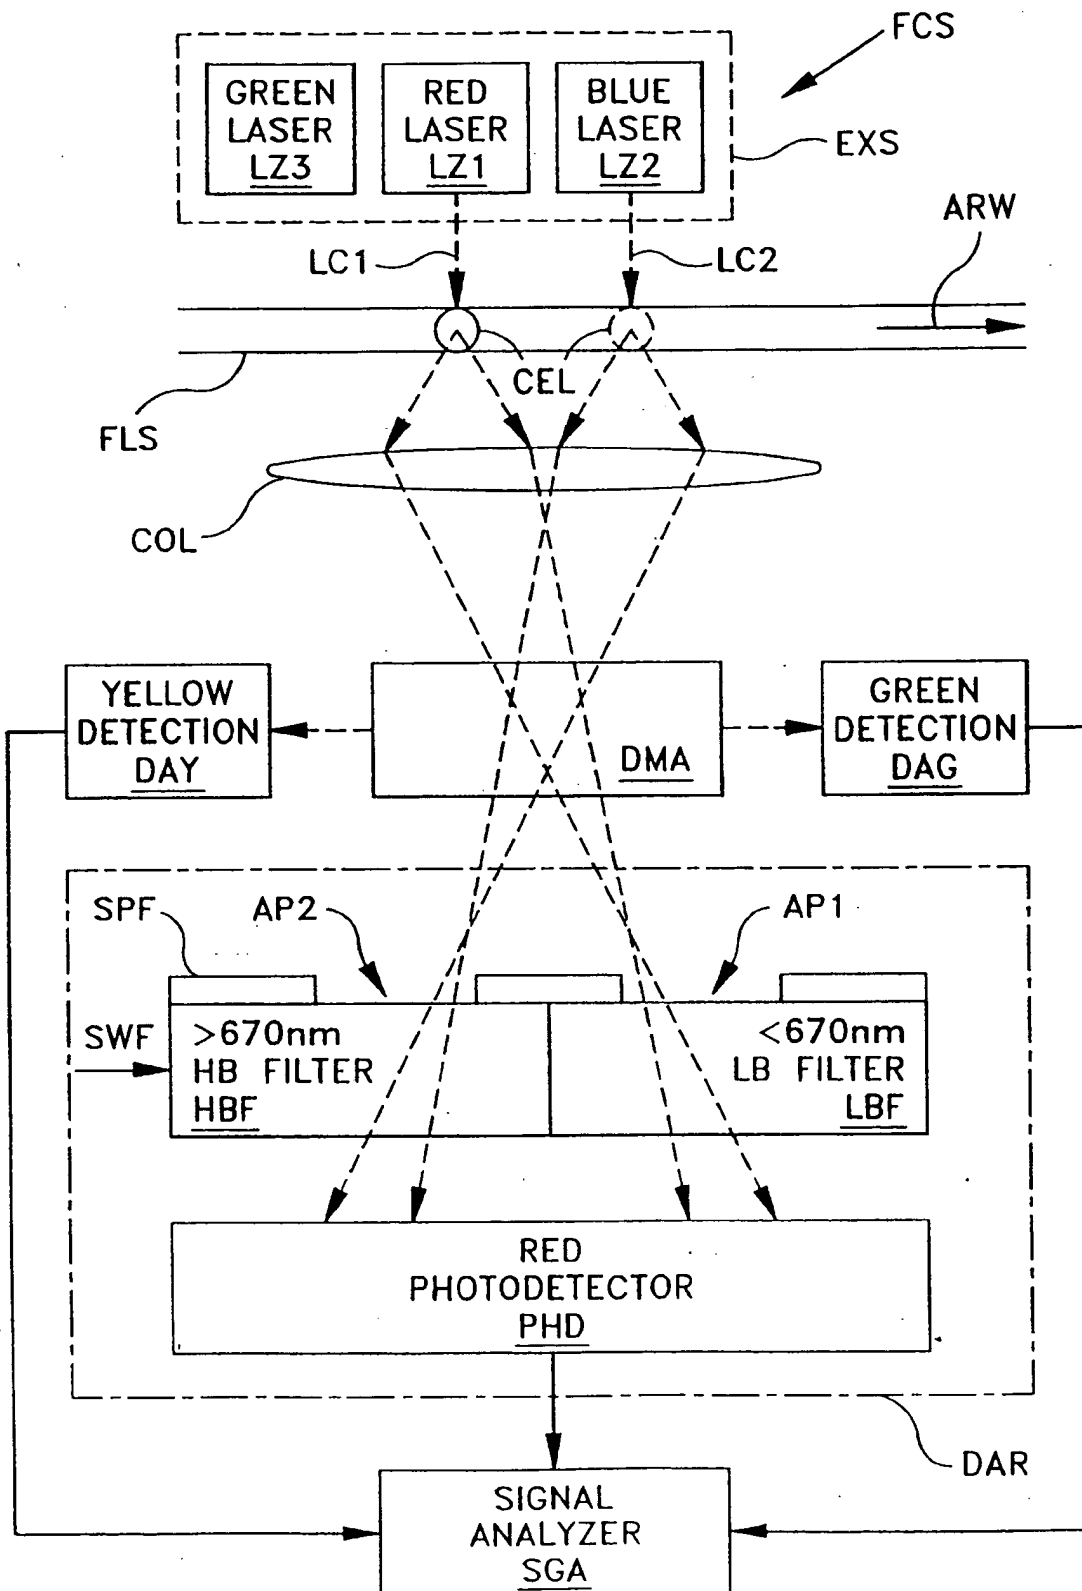 FCS
GREEN
LASER
LZ3
RED
LASER
LZ1
BLUE
LASER
LZ2
EXS
ARW
LC1
LC2
CEL
FLS
COL
YELLOW
DETECTION
DAY
DMA
GREEN
DETECTION
DAG
SPF
AP2
AP1
SWF
>670nm
HB FILTER
HBF
<670nm
LB FILTER
LBF
RED
PHOTODETECTOR
PHD
DAR
SIGNAL
ANALYZER
SGA